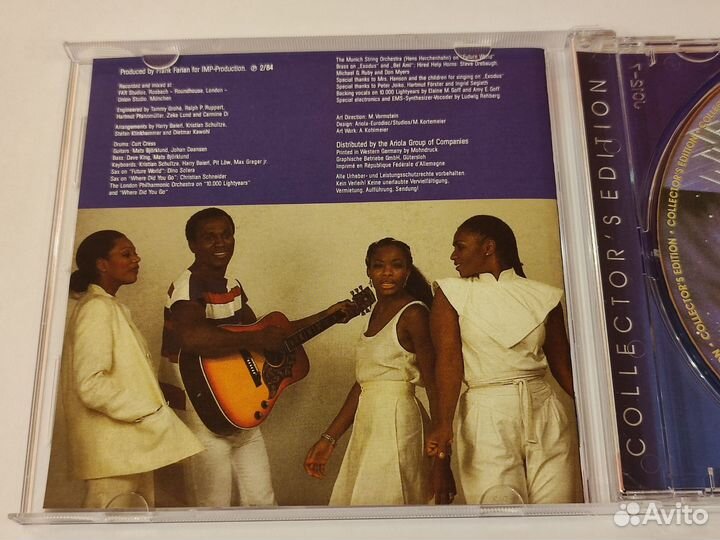 Produced by Frank Farian for IMP-Production. ℗ 2/84
Recorded and mixed at:
FAR Studios, Rosbach - Roundhouse, London -
Union Studio, München
Engineered by Tammy Grohé, Ralph P. Ruppert,
Hartmut Pfannmüller, Zeke Lund and Carmine Di
Arrangements by Harry Baierl, Kristian Schultze,
Stefan Klinkhammer and Dietmar Kawohl
Drums: Curt Cress
Guitars: Mats Björklund, Johan Daansen
Bass: Dave King, Mats Björklund
Keyboards: Kristian Schultze, Harry Baierl, Pit Löw, Max Greger jr.
Sax on "Future World": Dino Solera
Sax on "Where Did You Go": Christian Schneider
The London Philharmonic Orchestra on "10.000 Lightyears"
and "Where Did You Go"
The Munich String Orchestra (Hans Herchenhahn) on "Future World"
Brass on „Exodus" and „Bel Ami": Hired Help Horns: Steve
Michael G. Ruby and Don Myers
Special thanks to Mrs. Hanson and the children for singing on „Exodus"
Special thanks to Peter Joiko, Hartmut Förster and Ingrid Segieth
Backing vocals on 10 000 Lightyears by Elaine M. Goff and Amy E. Goff
Special electronics and EMS-Synthesizer-Vocoder by Ludwig Rehberg
Art Direction: M. Vormstein
Design: Ariola-Eurodisc/Studios/M. Kortemeier
Art Work: A. Kohlmeier
Distributed by the Ariola Group of Companies
Printed in Western Germany by Mohndruck
Graphische Betriebe GmbH, Gütersloh
Imprimé en République Fédérale d'Allemagne
Alle Urheber- und Leistungsschutzrechte vorbehalten.
Kein Verleih! Keine unerlaubte Vervielfältigung,
Vermietung, Aufführung, Sendung!
COLLECTOR'S EDITION
COLLECTOR'S EDITION • COLLECTOR'S EDITION
Avito